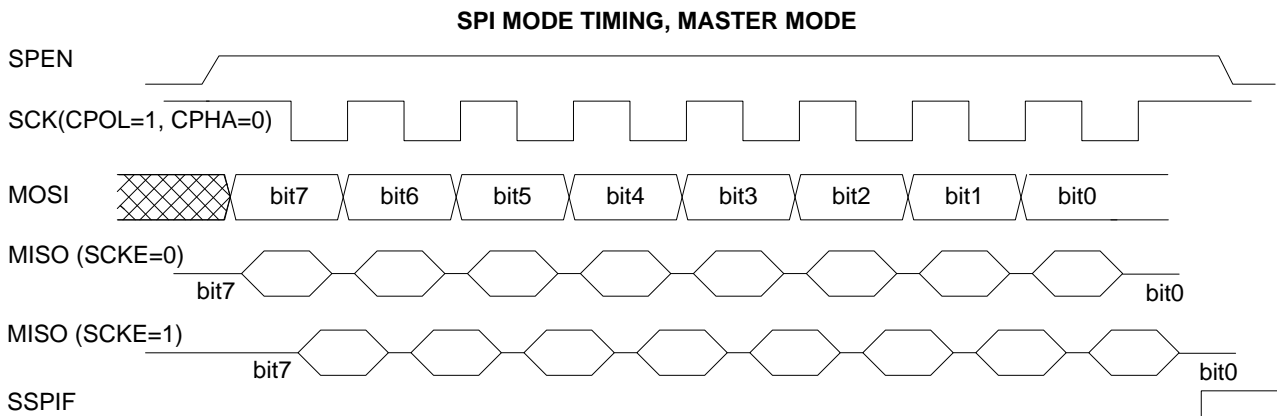 SPI MODE TIMING, MASTER MODE
SPEN
SCK(CPOL=1, CPHA=0)
MOSI bit7 bit6 bit5 bit4 bit3 bit2 bit1 bit0
MISO (SCKE=0)
bit7 bit0
MISO (SCKE=1)
bit7 bit0
SSPIF